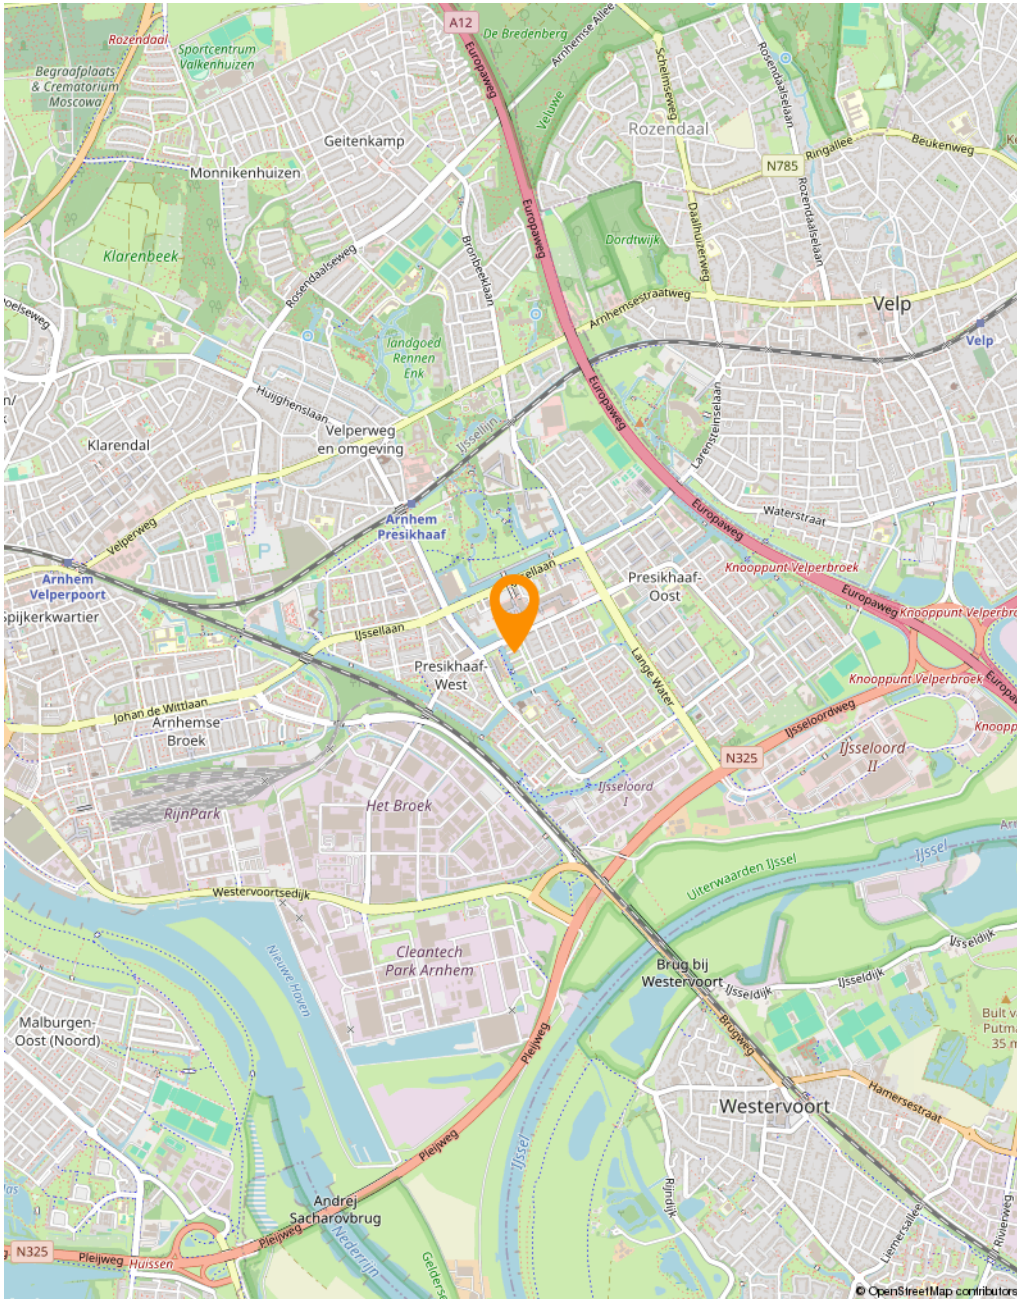 A12
De Bredenberg
Arnhemse Allee
Rozendaal
Sportcentrum
Valkenhuizen
Europaweg
Schelmseweg
Rosendaalselaan
Begraafplaats
& Crematorium
Moscowa
Veluwe
Geitenkamp
Rozendaal
Ringallee
Beukenweg
N785
Monnikenhuizen
Rozendaalselaan
Europaweg
Daalhuizerweg
Dordtwijk
Bronbeeklaan
Klarenbeek
Rosendaalseweg
Arnhemsestraatweg
Velp
Velp
landgoed
Rennen
Enk
Europaweg
Larensteinselaan
Huijghenslaan
Velperweg
en omgeving
IJssellijn
Klarendal
Waterstraat
Europaweg
Arnhem
Presikhaaf
Velperweg
P
Knooppunt Velperbroek
Arnhem
Velperpoort
Presikhaaf-
Oost
Europaweg
Spijkerkwartier
IJssellaan
Lange Water
Presikhaaf-
West
Knooppunt Velperbroek
Johan de Wittlaan
Arnhemse
Broek
IJsseloordweg
N325
IJsseloord
II
IJsseloord
I
RijnPark
Het Broek
IJssel
Uiterwaarden IJssel
Westervoortsedijk
Nieuwe Haven
Cleantech
Park Arnhem
Brug bij
Westervoort
IJsseldijk
IJsseldijk
IJsseldijk
Malburgen-
Oost (Noord)
Pleijweg
Brugweg
35 m
Hamersestraat
Westervoort
Pleijweg
IJssel
Rijndijk
Andrej
Sacharovbrug
Liemersallee
Rivierweg
N325
Pleijweg
Huissen
Pleijweg
Nederrijn
© OpenStreetMap contributors